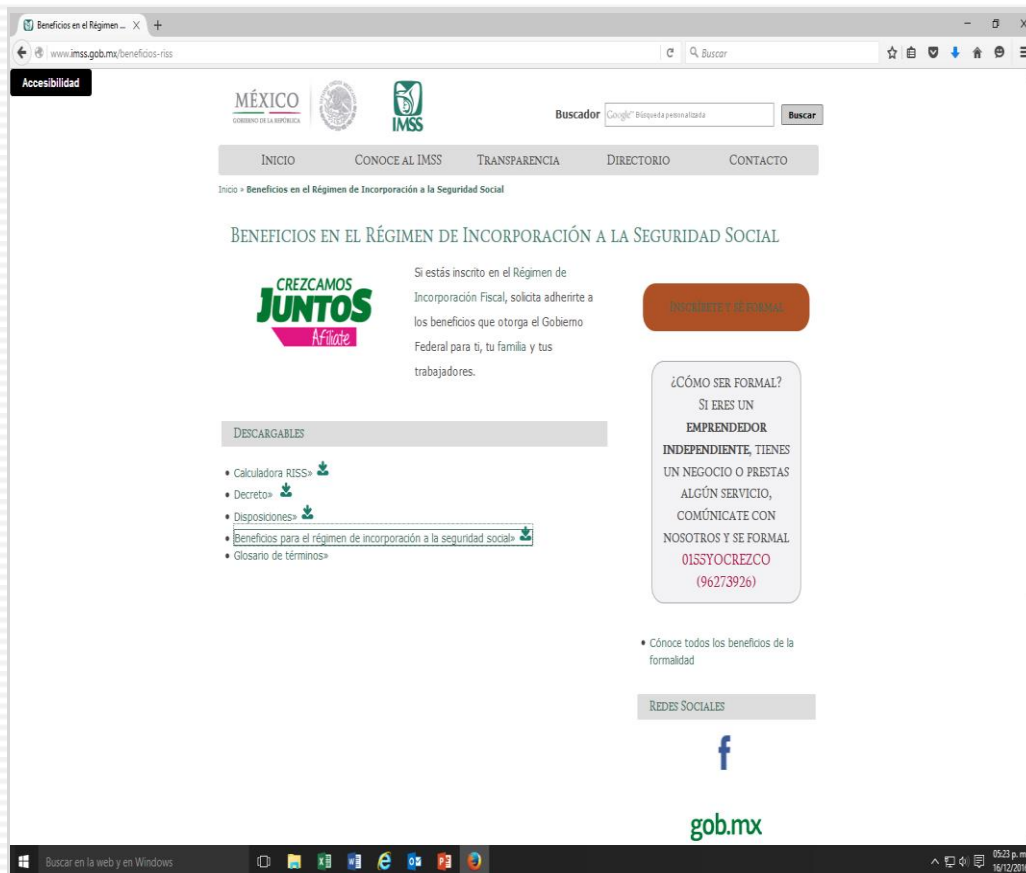 Beneficios en el Régimen ...
www.imss.gob.mx/beneficios-riss
Buscar
Accesibilidad
MÉXICO
GOBIERNO DE LA REPÚBLICA
IMSS
Buscador
Google™ Búsqueda personalizada
Buscar
INICIO CONOCE AL IMSS TRANSPARENCIA DIRECTORIO CONTACTO
Inicio » Beneficios en el Régimen de Incorporación a la Seguridad Social
BENEFICIOS EN EL RÉGIMEN DE INCORPORACIÓN A LA SEGURIDAD SOCIAL
CREZCAMOS
JUNTOS
Afíliate
Si estás inscrito en el Régimen de
Incorporación Fiscal, solicita adherirte a
los beneficios que otorga el Gobierno
Federal para ti, tu familia y tus
trabajadores.
INSCRÍBETE Y SÉ FORMAL
¿CÓMO SER FORMAL?
SI ERES UN
EMPRENDEDOR
INDEPENDIENTE, TIENES
UN NEGOCIO O PRESTAS
ALGÚN SERVICIO,
COMÚNICATE CON
NOSOTROS Y SE FORMAL
0155YOCREZCO
(96273926)
DESCARGABLES
• Calculadora RISS»
• Decreto»
• Disposiciones»
• Beneficios para el régimen de incorporación a la seguridad social»
• Glosario de términos»
• Cónoce todos los beneficios de la
formalidad
REDES SOCIALES
gob.mx
Buscar en la web y en Windows
05:23 p. m.